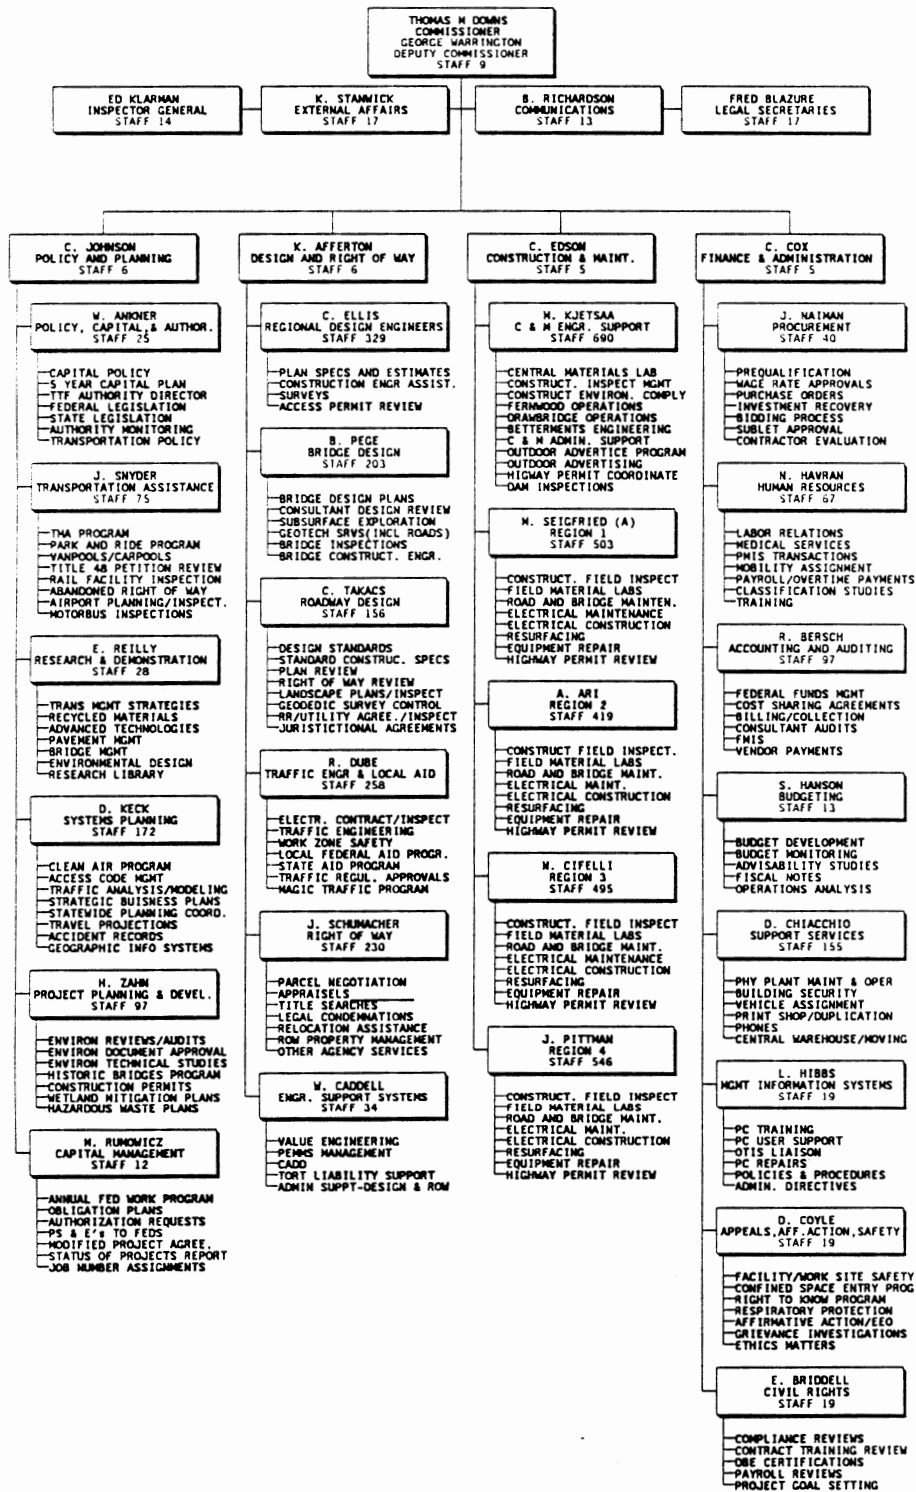 THOMAS M DOWNS
COMMISSIONER
GEORGE WARRINGTON
DEPUTY COMMISSIONER
STAFF 9
ED KLARMAN
INSPECTOR GENERAL
STAFF 14
K. STANWICK
EXTERNAL AFFAIRS
STAFF 17
B. RICHARDSON
COMMUNICATIONS
STAFF 13
FRED BLAZURE
LEGAL SECRETARIES
STAFF 17
C. JOHNSON
POLICY AND PLANNING
STAFF 6
W. ANKNER
POLICY, CAPITAL,& AUTHOR.
STAFF 25
CAPITAL POLICY
5 YEAR CAPITAL PLAN
TTF AUTHORITY DIRECTOR
FEDERAL LEGISLATION
STATE LEGISLATION
AUTHORITY MONITORING
TRANSPORTATION POLICY
J. SNYDER
TRANSPORTATION ASSISTANCE
STAFF 75
TMA PROGRAM
PARK AND RIDE PROGRAM
VANPOOLS/CARPOOLS
TITLE 48 PETITION REVIEW
RAIL FACILITY INSPECTION
ABANDONED RIGHT OF WAY
AIRPORT PLANNING/INSPECT.
MOTORBUS INSPECTIONS
E. REILLY
RESEARCH & DEMONSTRATION
STAFF 28
TRANS MGMT STRATEGIES
RECYCLED MATERIALS
ADVANCED TECHNOLOGIES
PAVEMENT MGMT
BRIDGE MGMT
ENVIRONMENTAL DESIGN
RESEARCH LIBRARY
D. KECK
SYSTEMS PLANNING
STAFF 172
CLEAN AIR PROGRAM
ACCESS CODE MGMT
TRAFFIC ANALYSIS/MODELING
STRATEGIC BUISNESS PLANS
STATEWIDE PLANNING COORD.
TRAVEL PROJECTIONS
ACCIDENT RECORDS
GEOGRAPHIC INFO SYSTEMS
H. ZAHN
PROJECT PLANNING & DEVEL.
STAFF 97
ENVIRON REVIEWS/AUDITS
ENVIRON DOCUMENT APPROVAL
ENVIRON TECHNICAL STUDIES
HISTORIC BRIDGES PROGRAM
CONSTRUCTION PERMITS
WETLAND MITIGATION PLANS
HAZARDOUS WASTE PLANS
M. RUMOWICZ
CAPITAL MANAGEMENT
STAFF 12
ANNUAL FED WORK PROGRAM
OBLIGATION PLANS
AUTHORIZATION REQUESTS
PS & E's TO FEDS
MODIFIED PROJECT AGREE.
STATUS OF PROJECTS REPORT
JOB NUMBER ASSIGNMENTS
K. AFFERTON
DESIGN AND RIGHT OF WAY
STAFF 6
C. ELLIS
REGIONAL DESIGN ENGINEERS
STAFF 329
PLAN SPECS AND ESTIMATES
CONSTRUCTION ENGR ASSIST.
SURVEYS
ACCESS PERMIT REVIEW
B. PEGE
BRIDGE DESIGN
STAFF 203
BRIDGE DESIGN PLANS
CONSULTANT DESIGN REVIEW
SUBSURFACE EXPLORATION
GEOTECH SRVS(INCL ROADS)
BRIDGE INSPECTIONS
BRIDGE CONSTRUCT. ENGR.
C. TAKACS
ROADWAY DESIGN
STAFF 156
DESIGN STANDARDS
STANDARD CONSTRUC. SPECS
PLAN REVIEW
RIGHT OF WAY REVIEW
LANDSCAPE PLANS/INSPECT
GEODEDIC SURVEY CONTROL
RR/UTILITY AGREE./INSPECT
JURISTICTIONAL AGREEMENTS
R. DUBE
TRAFFIC ENGR & LOCAL AID
STAFF 258
ELECTR. CONTRACT/INSPECT
TRAFFIC ENGINEERING
WORK ZONE SAFETY
LOCAL FEDERAL AID PROGR.
STATE AID PROGRAM
TRAFFIC REGUL. APPROVALS
MAGIC TRAFFIC PROGRAM
J. SCHUMACHER
RIGHT OF WAY
STAFF 230
PARCEL NEGOTIATION
APPRAISELS
TITLE SEARCHES
LEGAL CONDEMNATIONS
RELOCATION ASSISTANCE
ROW PROPERTY MANAGEMENT
OTHER AGENCY SERVICES
W. CADDELL
ENGR. SUPPORT SYSTEMS
STAFF 34
VALUE ENGINEERING
PEMMS MANAGEMENT
CADD
TORT LIABILITY SUPPORT
ADMIN SUPPT-DESIGN & ROW
C. EDSON
CONSTRUCTION & MAINT.
STAFF 5
M. KJETSAA
C & M ENGR. SUPPORT
STAFF 690
CENTRAL MATERIALS LAB
CONSTRUCT. INSPECT MGMT
CONSTRUCT ENVIRON. COMPLY
FERNWOOD OPERATIONS
DRAWBRIDGE OPERATIONS
BETTERMENTS ENGINEERING
C & M ADMIN. SUPPORT
OUTDOOR ADVERTICE PROGRAM
OUTDOOR ADVERTISING
HIGWAY PERMIT COORDINATE
DAM INSPECTIONS
M. SEIGFRIED (A)
REGION 1
STAFF 503
CONSTRUCT. FIELD INSPECT
FIELD MATERIAL LABS
ROAD AND BRIDGE MAINTEN.
ELECTRICAL MAINTENANCE
ELECTRICAL CONSTRUCTION
RESURFACING
EQUIPMENT REPAIR
HIGHWAY PERMIT REVIEW
A. ARI
REGION 2
STAFF 419
CONSTRUCT FIELD INSPECT.
FIELD MATERIAL LABS
ROAD AND BRIDGE MAINT.
ELECTRICAL MAINT.
ELECTRICAL CONSTRUCTION
RESURFACING
EQUIPMENT REPAIR
HIGHWAY PERMIT REVIEW
M. CIFELLI
REGION 3
STAFF 495
CONSTRUCT. FIELD INSPECT
FIELD MATERIAL LABS
ROAD AND BRIDGE MAINT.
ELECTRICAL MAINTENANCE
ELECTRICAL CONSTRUCTION
RESURFACING
EQUIPMENT REPAIR
HIGHWAY PERMIT REVIEW
J. PITTMAN
REGION 4
STAFF 546
CONSTRUCT. FIELD INSPECT
FIELD MATERIAL LABS
ROAD AND BRIDGE MAINT.
ELECTRICAL MAINT.
ELECTRICAL CONSTRUCTION
RESURFACING
EQUIPMENT REPAIR
HIGHWAY PERMIT REVIEW
C. COX
FINANCE & ADMINISTRATION
STAFF 5
J. NAIMAN
PROCUREMENT
STAFF 40
PREQUALIFICATION
WAGE RATE APPROVALS
PURCHASE ORDERS
INVESTMENT RECOVERY
BIDDING PROCESS
SUBLET APPROVAL
CONTRACTOR EVALUATION
N. HAVRAN
HUMAN RESOURCES
STAFF 67
LABOR RELATIONS
MEDICAL SERVICES
PMIS TRANSACTIONS
MOBILITY ASSIGNMENT
PAYROLL/OVERTIME PAYMENTS
CLASSIFICATION STUDIES
TRAINING
R. BERSCH
ACCOUNTING AND AUDITING
STAFF 97
FEDERAL FUNDS MGMT
COST SHARING AGREEMENTS
BILLING/COLLECTION
CONSULTANT AUDITS
FMIS
VENDOR PAYMENTS
S. HANSON
BUDGETING
STAFF 13
BUDGET DEVELOPMENT
BUDGET MONITORING
ADVISABILITY STUDIES
FISCAL NOTES
OPERATIONS ANALYSIS
D. CHIACCHIO
SUPPORT SERVICES
STAFF 155
PHY PLANT MAINT & OPER
BUILDING SECURITY
VEHICLE ASSIGNMENT
PRINT SHOP/DUPLICATION
PHONES
CENTRAL WAREHOUSE/MOVING
L. HIBBS
MGMT INFORMATION SYSTEMS
STAFF 19
PC TRAINING
PC USER SUPPORT
OTIS LIAISON
PC REPAIRS
POLICIES & PROCEDURES
ADMIN. DIRECTIVES
D. COYLE
APPEALS,AFF.ACTION,SAFETY
STAFF 19
FACILITY/WORK SITE SAFETY
CONFINED SPACE ENTRY PROG
RIGHT TO KNOW PROGRAM
RESPIRATORY PROTECTION
AFFIRMATIVE ACTION/EEO
GRIEVANCE INVESTIGATIONS
ETHICS MATTERS
E. BRIDDELL
CIVIL RIGHTS
STAFF 19
COMPLIANCE REVIEWS
CONTRACT TRAINING REVIEW
DBE CERTIFICATIONS
PAYROLL REVIEWS
PROJECT GOAL SETTING